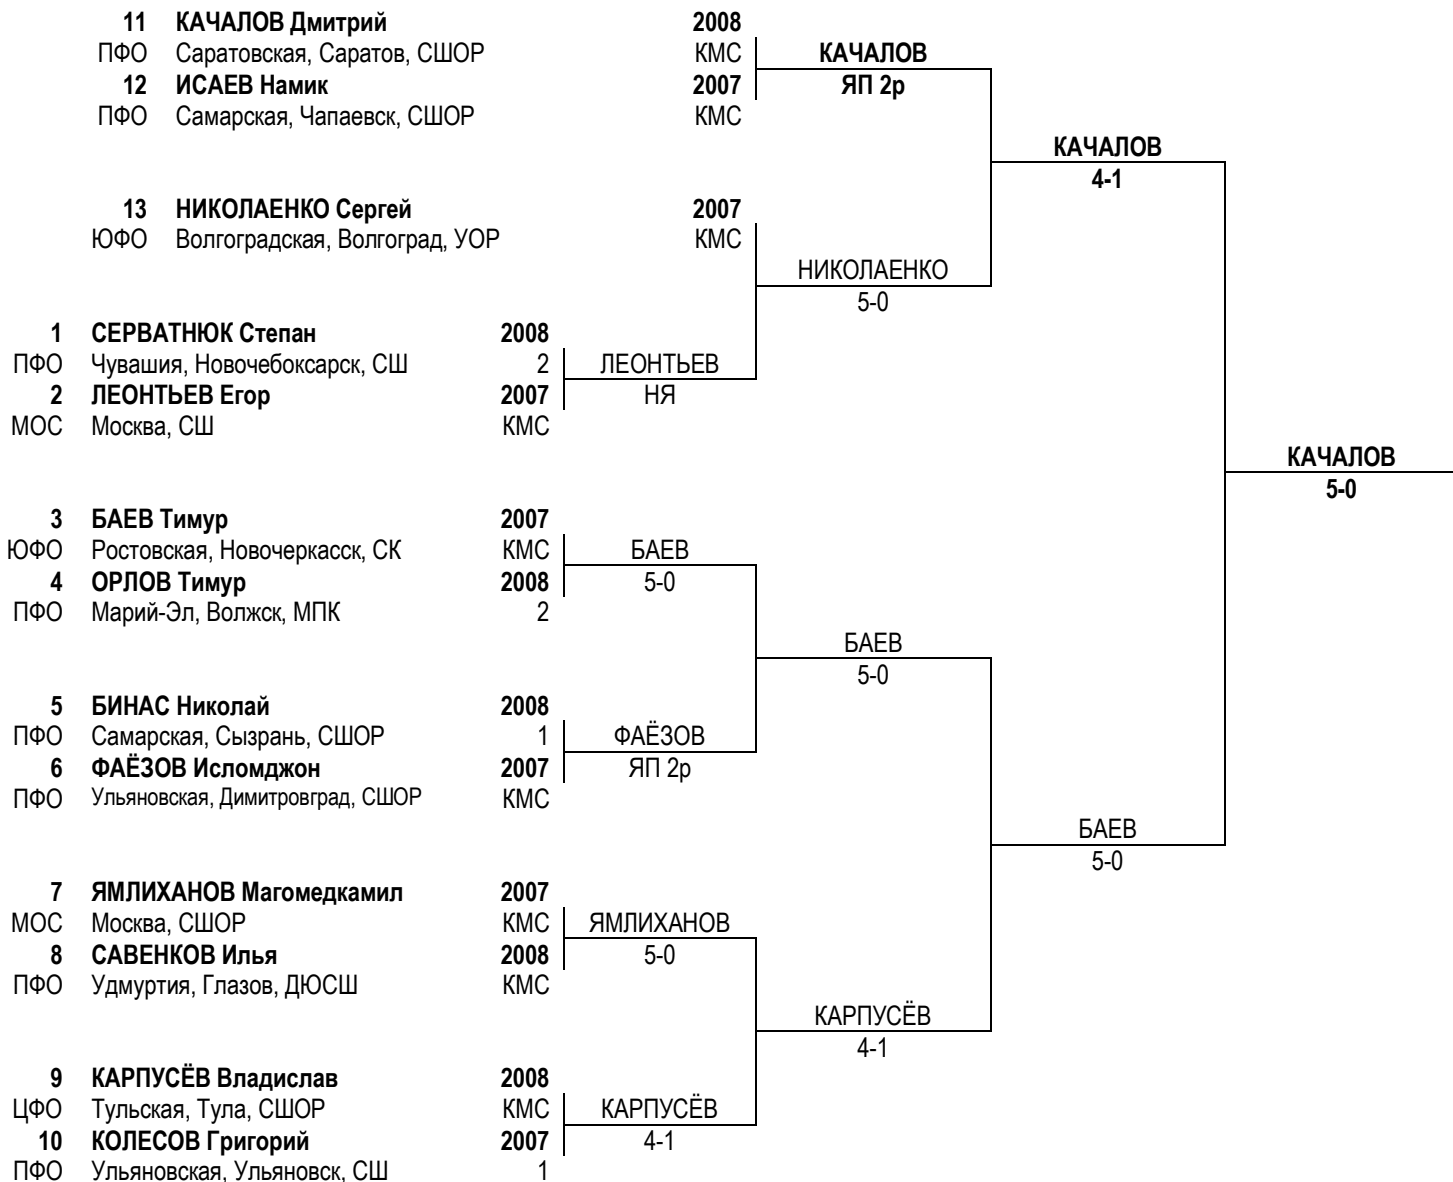 11 КАЧАЛОВ Дмитрий 2008
ПФО Саратовская, Саратов, СШОР КМС КАЧАЛОВ
12 ИСАЕВ Намик 2007 ЯП 2р
ПФО Самарская, Чапаевск, СШОР КМС
КАЧАЛОВ
4-1
13 НИКОЛАЕНКО Сергей 2007
ЮФО Волгоградская, Волгоград, УОР КМС
НИКОЛАЕНКО
5-0
1 СЕРВАТНЮК Степан 2008
ПФО Чувашия, Новочебоксарск, СШ 2 ЛЕОНТЬЕВ
2 ЛЕОНТЬЕВ Егор 2007 НЯ
МОС Москва, СШ КМС
КАЧАЛОВ
5-0
3 БАЕВ Тимур 2007
ЮФО Ростовская, Новочеркасск, СК КМС БАЕВ
4 ОРЛОВ Тимур 2008 5-0
ПФО Марий-Эл, Волжск, МПК 2
БАЕВ
5-0
5 БИНАС Николай 2008
ПФО Самарская, Сызрань, СШОР 1 ФАЁЗОВ
6 ФАЁЗОВ Исломджон 2007 ЯП 2р
ПФО Ульяновская, Димитровград, СШОР КМС
БАЕВ
5-0
7 ЯМЛИХАНОВ Магомедкамил 2007
МОС Москва, СШОР КМС ЯМЛИХАНОВ
8 САВЕНКОВ Илья 2008 5-0
ПФО Удмуртия, Глазов, ДЮСШ КМС
КАРПУСЁВ
4-1
9 КАРПУСЁВ Владислав 2008
ЦФО Тульская, Тула, СШОР КМС КАРПУСЁВ
10 КОЛЕСОВ Григорий 2007 4-1
ПФО Ульяновская, Ульяновск, СШ 1